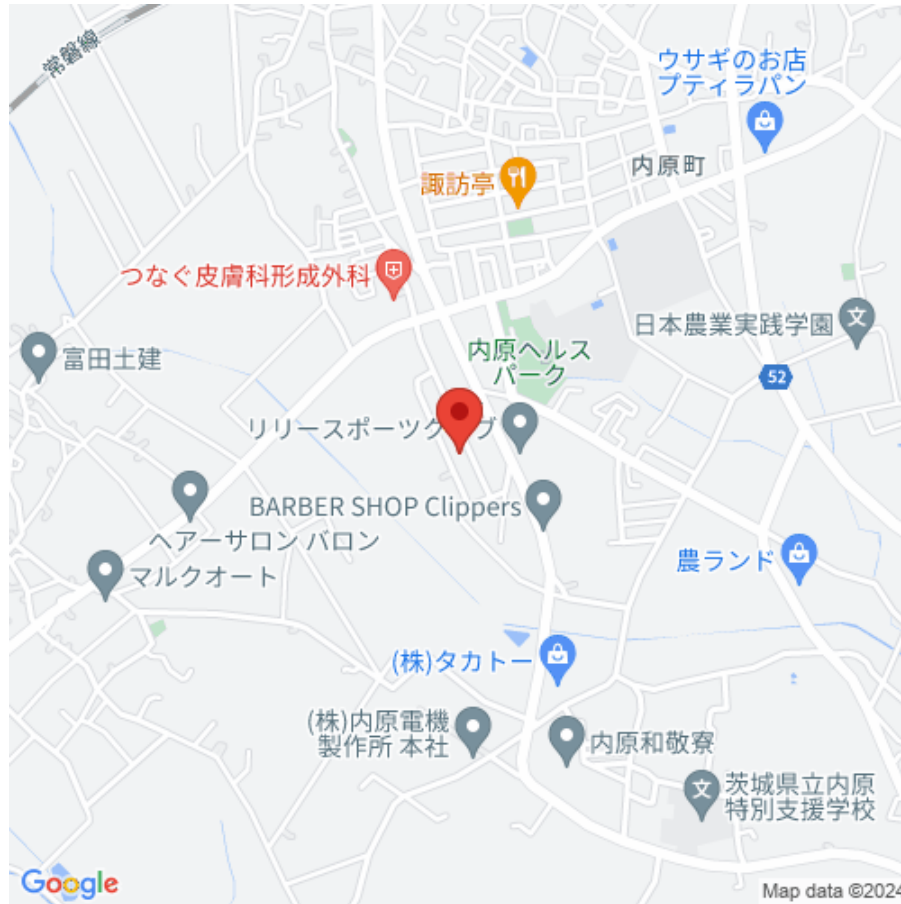 常磐線
ウサギのお店
プティラパン
内原町
諏訪亭
つなぐ皮膚科形成外科
日本農業実践学園
内原ヘルス
パーク
富田土建
52
リリースポーツクラブ
BARBER SHOP Clippers
ヘアーサロン バロン
マルクオート
農ランド
(株)タカトー
(株)内原電機
製作所 本社
内原和敬寮
茨城県立内原
特別支援学校
Google
Map data ©2024